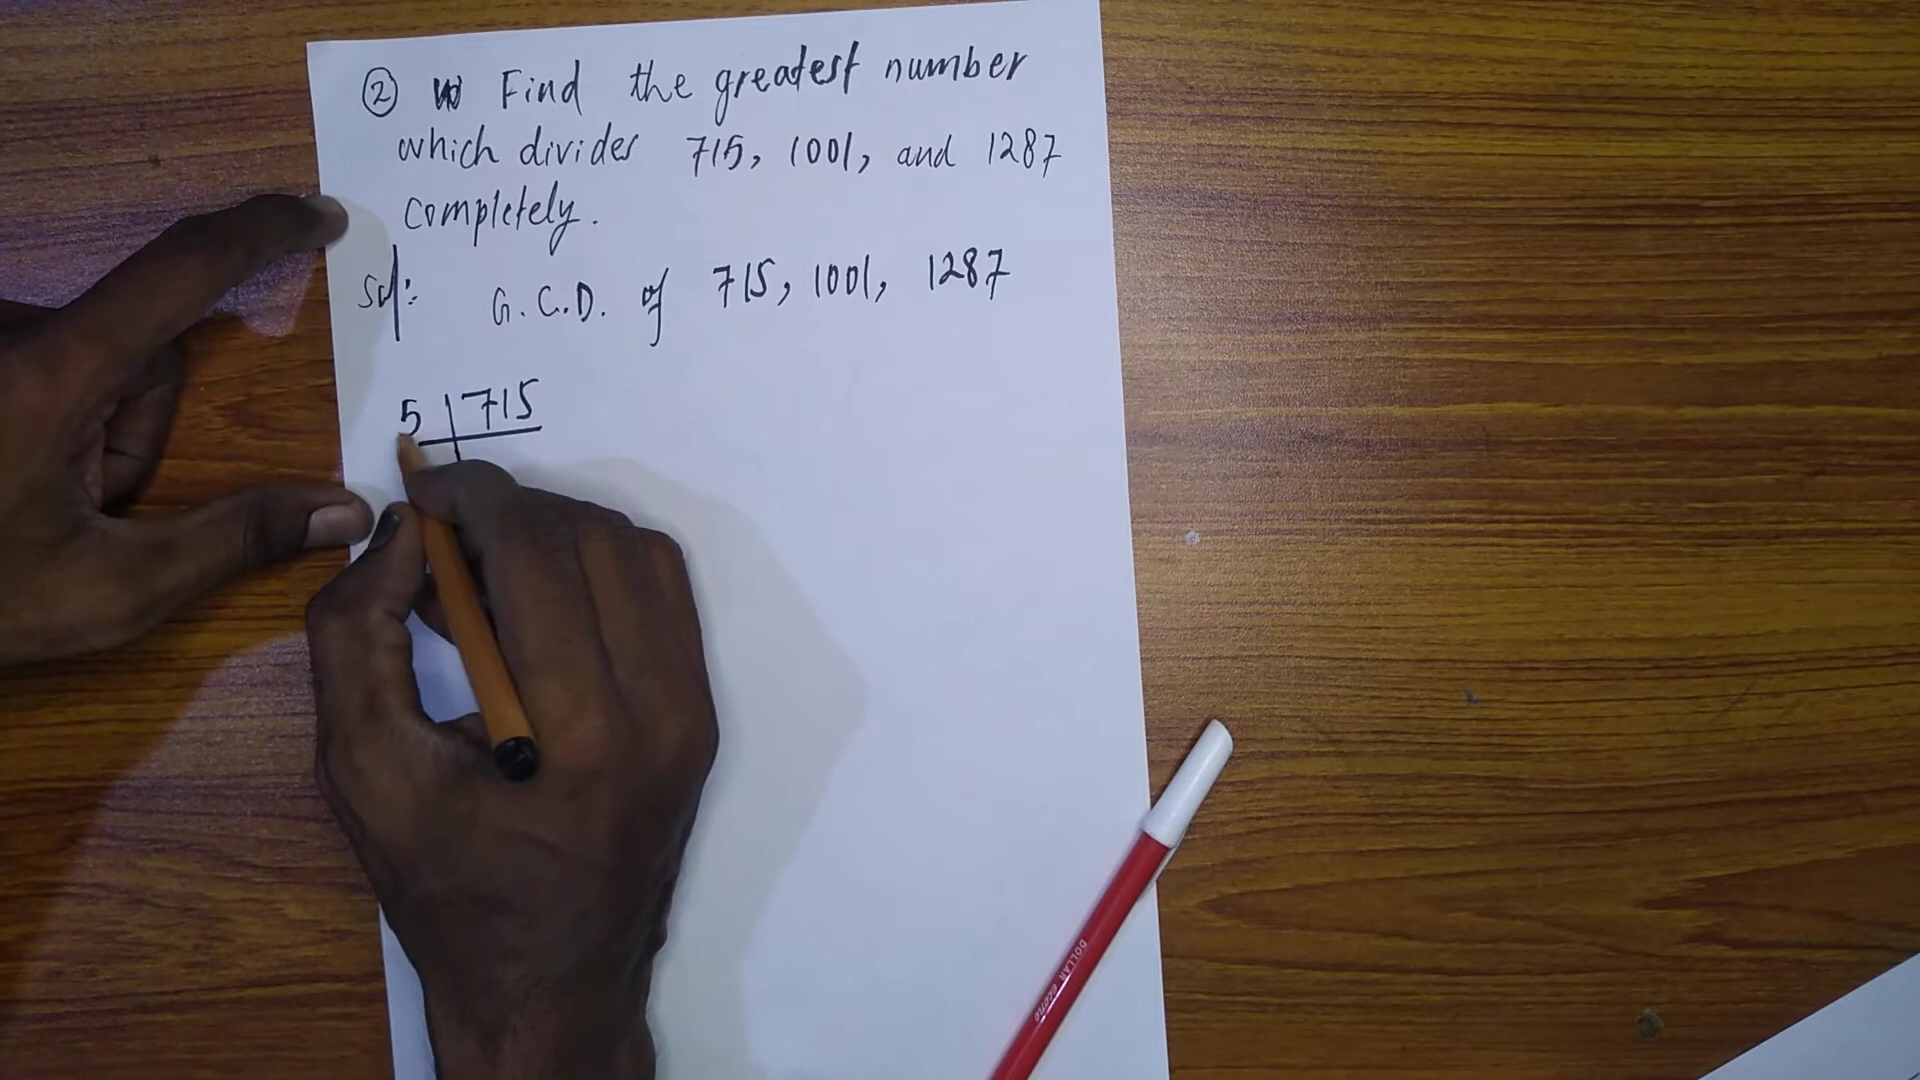 ② Find the greatest number
which divides 715, 1001, and 1287
completely.
Sol: G.C.D. of 715, 1001, 1287
5 | 715
DOLLAR